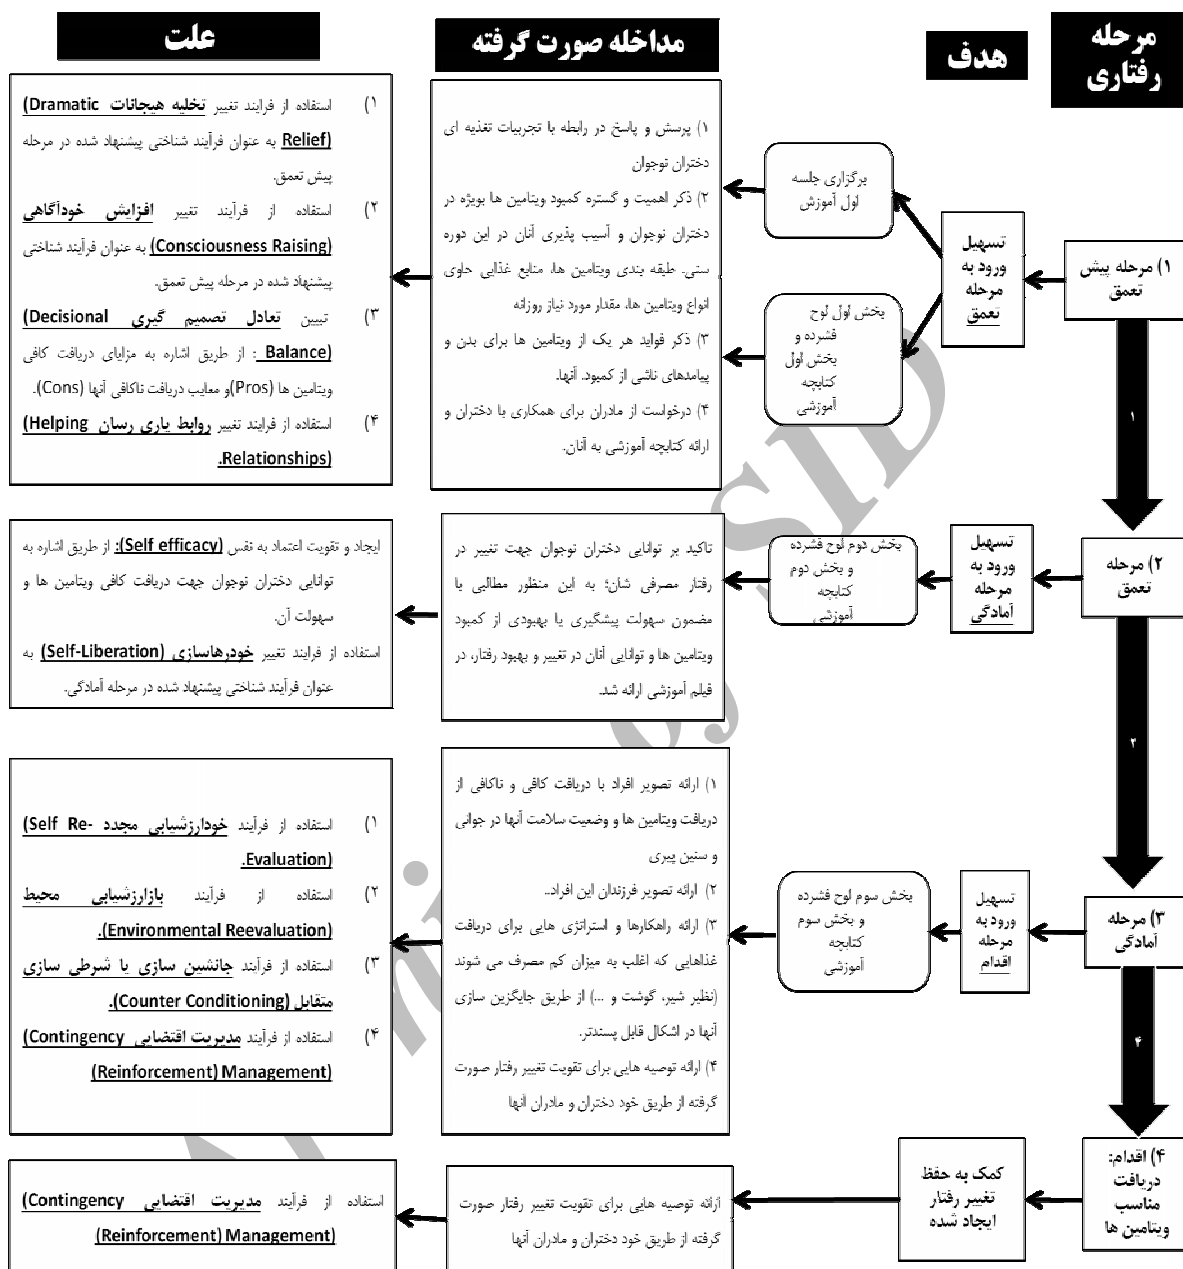 مرحله
رفتاری
هدف
مداخله صورت گرفته
علت
۱) مرحله پیش
تعمق
تسهیل
ورود به
مرحله
تعمق
برگزاری جلسه
اول آموزش
بخش اول لوح
فشرده و
بخش اول
کتابچه
آموزشی
۱) پرسش و پاسخ در رابطه با تجربیات تغذیه ای
دختران نوجوان
۲) ذکر اهمیت و گستره کمبود ویتامین ها بویژه در
دختران نوجوان و آسیب پذیری آنان در این دوره
سنی. طبقه بندی ویتامین ها، منابع غذایی حاوی
انواع ویتامین ها، مقدار مورد نیاز روزانه
۳) ذکر فواید هر یک از ویتامین ها برای بدن و
پیامدهای ناشی از کمبود. آنها.
۴) درخواست از مادران برای همکاری با دختران و
ارائه کتابچه آموزشی به آنان.
۱) استفاده از فرایند تغییر تخلیه هیجانات (Dramatic
Relief) به عنوان فرآیند شناختی پیشنهاد شده در مرحله
پیش تعمق.
۲) استفاده از فرآیند تغییر افزایش خودآگاهی
(Consciousness Raising) به عنوان فرآیند شناختی
پیشنهاد شده در مرحله پیش تعمق.
۳) تبیین تعادل تصمیم گیری (Decisional
Balance) : از طریق اشاره به مزایای دریافت کافی
ویتامین ها (Pros)و معایب دریافت ناکافی آنها (Cons).
۴) استفاده از فرایند تغییر روابط یاری رسان (Helping
Relationships).
۱
۲) مرحله
تعمق
تسهیل
ورود به
مرحله
آمادگی
بخش دوم لوح فشرده
و بخش دوم
کتابچه
آموزشی
تاکید بر توانایی دختران نوجوان جهت تغییر در
رفتار مصرفی شان؛ به این منظور مطالبی با
مضمون سهولت پیشگیری یا بهبودی از کمبود
ویتامین ها و توانایی آنان در تغییر و بهبود رفتار، در
فیلم آموزشی ارائه شد.
ایجاد و تقویت اعتماد به نفس (Self efficacy): از طریق اشاره به
توانایی دختران نوجوان جهت دریافت کافی ویتامین ها و
سهولت آن.
استفاده از فرایند تغییر خودرهاسازی (Self-Liberation) به
عنوان فرآیند شناختی پیشنهاد شده در مرحله آمادگی.
۲
۳) مرحله
آمادگی
تسهیل
ورود به
مرحله
اقدام
بخش سوم لوح فشرده
و بخش سوم
کتابچه
آموزشی
۱) ارائه تصویر افراد با دریافت کافی و ناکافی از
دریافت ویتامین ها و وضعیت سلامت آنها در جوانی
و سنین پیری
۲) ارائه تصویر فرزندان این افراد..
۳) ارائه راهکارها و استراتژی هایی برای دریافت
غذاهایی که اغلب به میزان کم مصرف می شوند
(نظیر شیر، گوشت و ...) از طریق جایگزین سازی
آنها در اشکال قابل پسندتر.
۴) ارائه توصیه هایی برای تقویت تغییر رفتار صورت
گرفته از طریق خود دختران و مادران آنها
۱) استفاده از فرآیند خودارزشیابی مجدد (Self Re-
Evaluation).
۲) استفاده از فرآیند بازارزشیابی محیط
(Environmental Reevaluation).
۳) استفاده از فرآیند جانشین سازی یا شرطی سازی
متقابل (Counter Conditioning).
۴) استفاده از فرآیند مدیریت اقتضایی (Contingency
(Reinforcement) Management)
۴
۴) اقدام:
دریافت
مناسب
ویتامین ها
کمک به حفظ
تغییر رفتار
ایجاد شده
ارائه توصیه هایی برای تقویت تغییر رفتار صورت
گرفته از طریق خود دختران و مادران آنها
استفاده از فرآیند مدیریت اقتضایی (Contingency
(Reinforcement) Management)